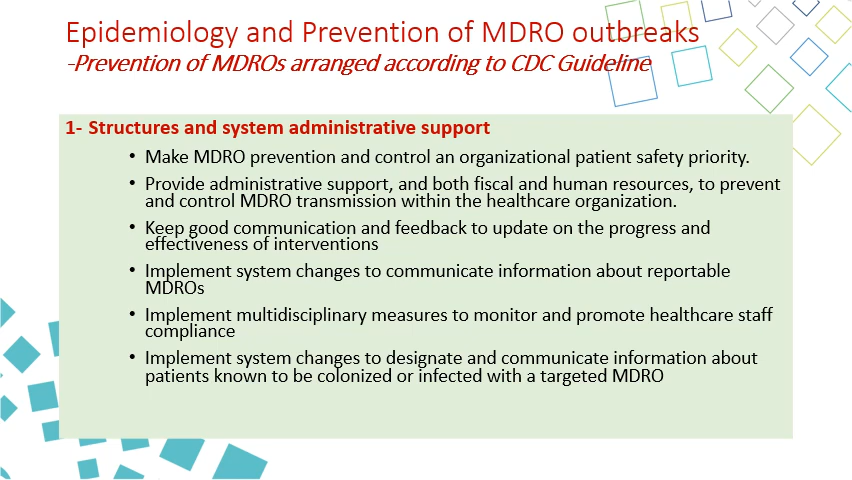 Epidemiology and Prevention of MDRO outbreaks
-Prevention of MDROs arranged according to CDC Guideline
1- Structures and system administrative support
• Make MDRO prevention and control an organizational patient safety priority.
• Provide administrative support, and both fiscal and human resources, to prevent
and control MDRO transmission within the healthcare organization.
• Keep good communication and feedback to update on the progress and
effectiveness of interventions
• Implement system changes to communicate information about reportable
MDROs
• Implement multidisciplinary measures to monitor and promote healthcare staff
compliance
• Implement system changes to designate and communicate information about
patients known to be colonized or infected with a targeted MDRO